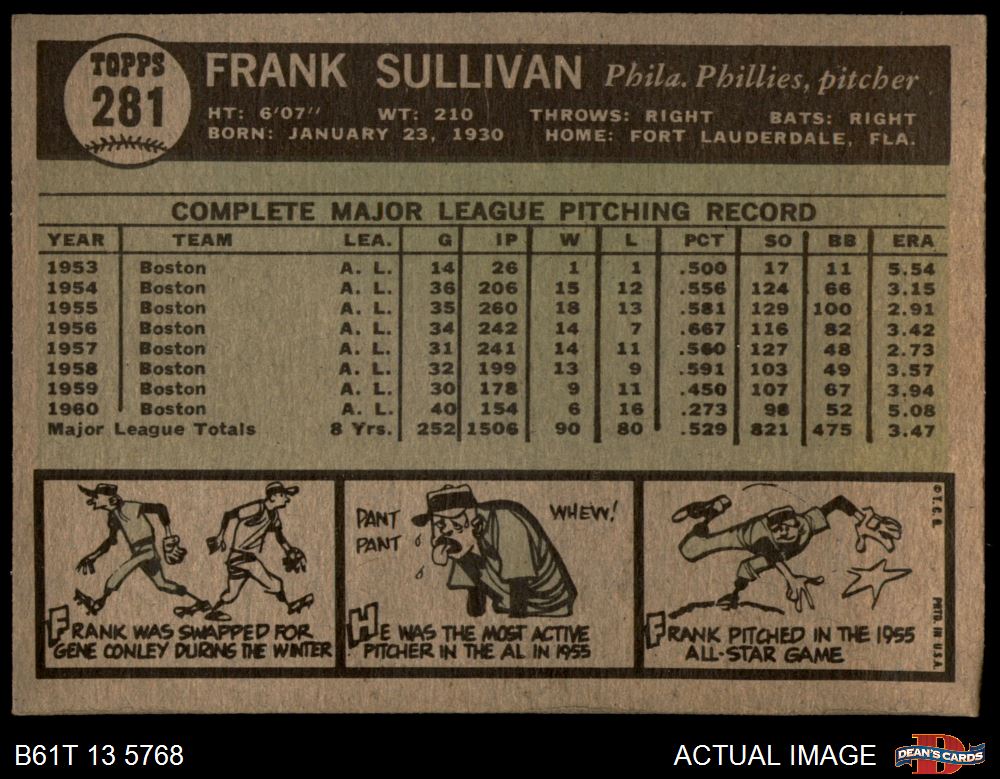 TOPPS
281
FRANK SULLIVAN Phila. Phillies, pitcher
HT: 6'07" WT: 210 THROWS: RIGHT BATS: RIGHT
BORN: JANUARY 23, 1930 HOME: FORT LAUDERDALE, FLA.
COMPLETE MAJOR LEAGUE PITCHING RECORD
YEAR TEAM LEA. G IP W L PCT SO BB ERA
1953 Boston A. L. 14 26 1 1 .500 17 11 5.54
1954 Boston A. L. 36 206 15 12 .556 124 66 3.15
1955 Boston A. L. 35 260 18 13 .581 129 100 2.91
1956 Boston A. L. 34 242 14 7 .667 116 82 3.42
1957 Boston A. L. 31 241 14 11 .560 127 48 2.73
1958 Boston A. L. 32 199 13 9 .591 103 49 3.57
1959 Boston A. L. 30 178 9 11 .450 107 67 3.94
1960 Boston A. L. 40 154 6 16 .273 98 52 5.08
Major League Totals 8 Yrs. 252 1506 90 80 .529 821 475 3.47
FRANK WAS SWAPPED FOR
GENE CONLEY DURING THE WINTER
PANT
PANT
WHEW!
HE WAS THE MOST ACTIVE
PITCHER IN THE AL IN 1955
FRANK PITCHED IN THE 1955
ALL-STAR GAME
© T.C.G.
PRTD. IN U.S.A.
B61T 13 5768
ACTUAL IMAGE
D
DEAN'S CARDS